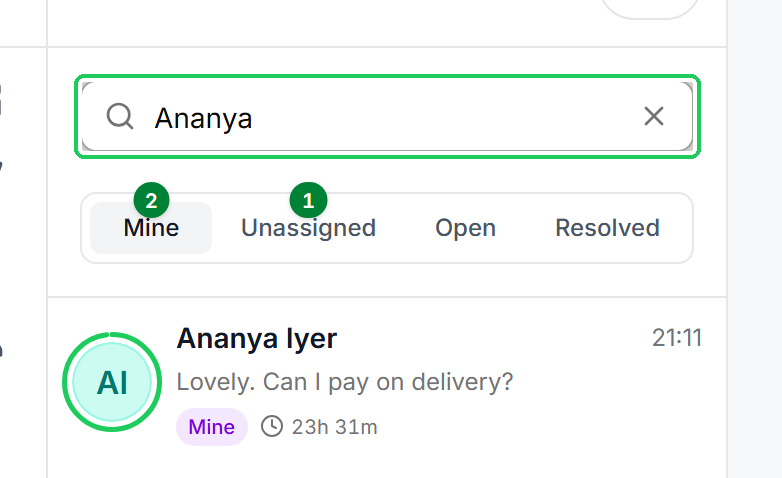 Ananya
2 1
Mine Unassigned Open Resolved
Ananya Iyer 21:11
AI
Lovely. Can I pay on delivery?
Mine 23h 31m